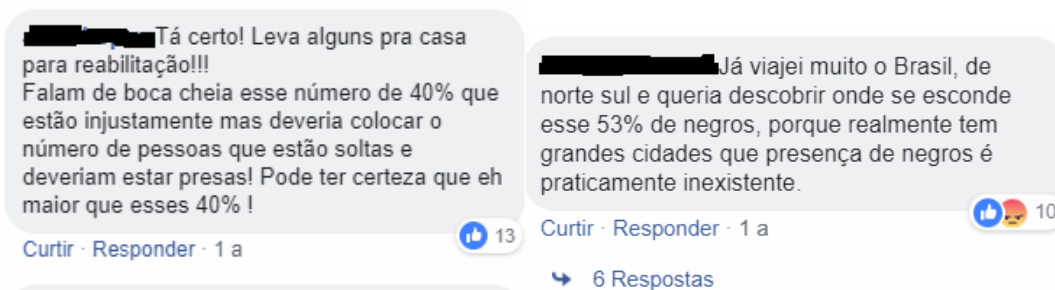 Tá certo! Leva alguns pra casa
para reabilitação!!!
Falam de boca cheia esse número de 40% que
estão injustamente mas deveria colocar o
número de pessoas que estão soltas e
deveriam estar presas! Pode ter certeza que eh
maior que esses 40% !
13
Curtir · Responder · 1 a
Já viajei muito o Brasil, de
norte sul e queria descobrir onde se esconde
esse 53% de negros, porque realmente tem
grandes cidades que presença de negros é
praticamente inexistente.
10
Curtir · Responder · 1 a
6 Respostas